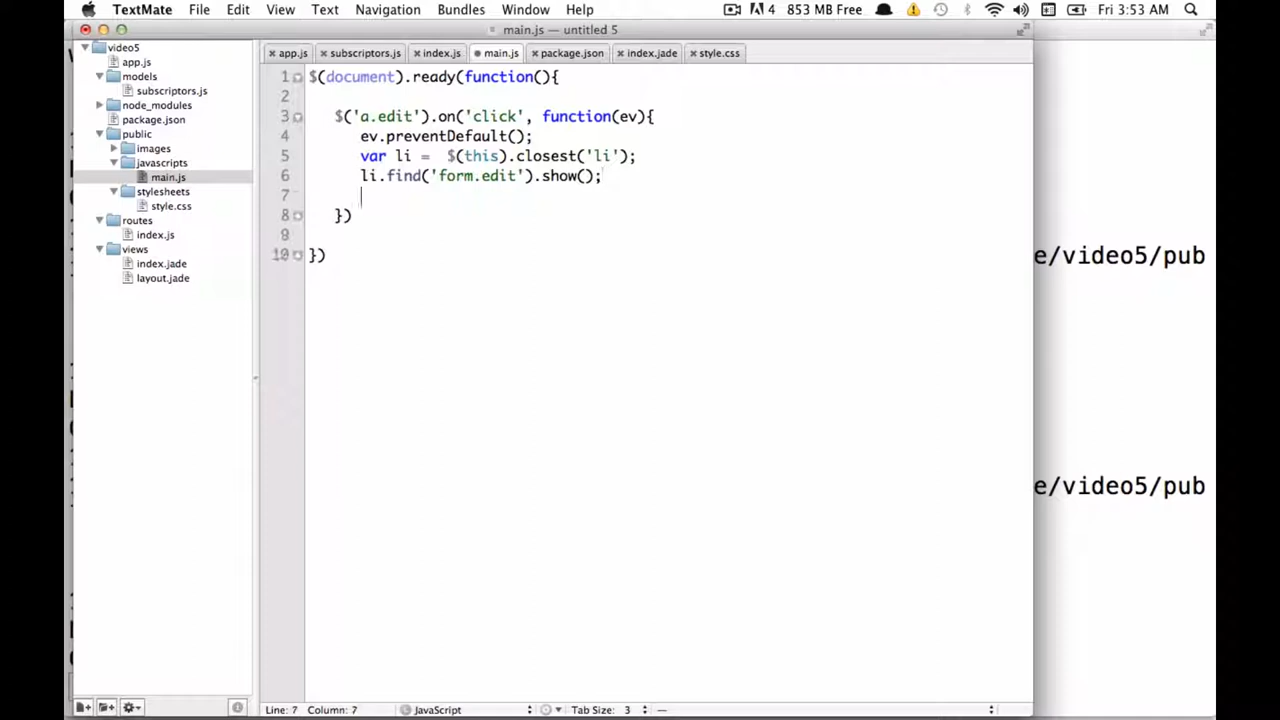 TextMate File Edit View Text Navigation Bundles Window Help 4 853 MB Free Fri 3:53 AM
main.js — untitled 5
video5
app.js
models
subscriptors.js
node_modules
package.json
public
images
javascripts
main.js
stylesheets
style.css
routes
index.js
views
index.jade
layout.jade
app.js subscriptors.js index.js main.js package.json index.jade style.css
1 $(document).ready(function(){
2
3 $('a.edit').on('click', function(ev){
4 ev.preventDefault();
5 var li =  $(this).closest('li');
6 li.find('form.edit').show();
7
8 })
9
10 })
e/video5/pub
e/video5/pub
Line: 7 Column: 7 JavaScript Tab Size: 3 —